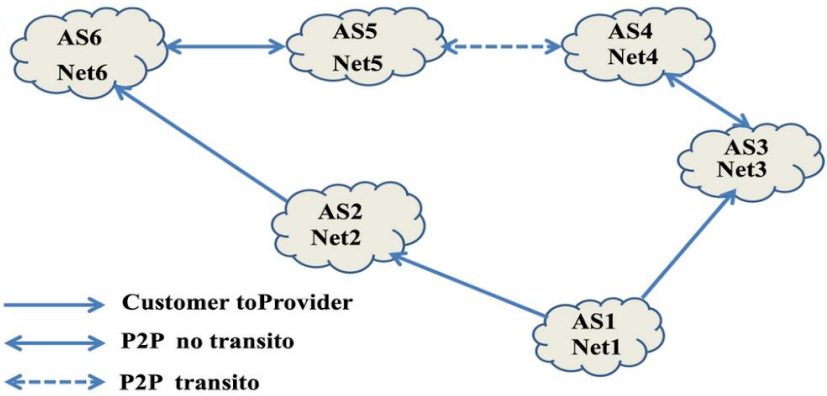 AS6
Net6
AS5
Net5
AS4
Net4
AS3
Net3
AS2
Net2
AS1
Net1
Customer toProvider
P2P no transito
P2P transito